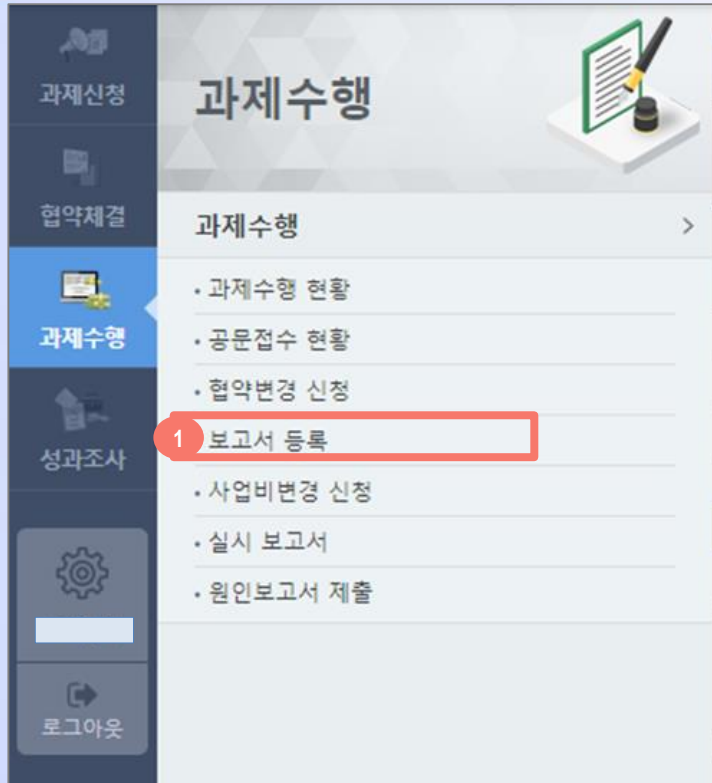 과제신청
협약체결
과제수행
성과조사
로그아웃
과제수행
과제수행 >
• 과제수행 현황
• 공문접수 현황
• 협약변경 신청
1 보고서 등록
• 사업비변경 신청
• 실시 보고서
• 원인보고서 제출